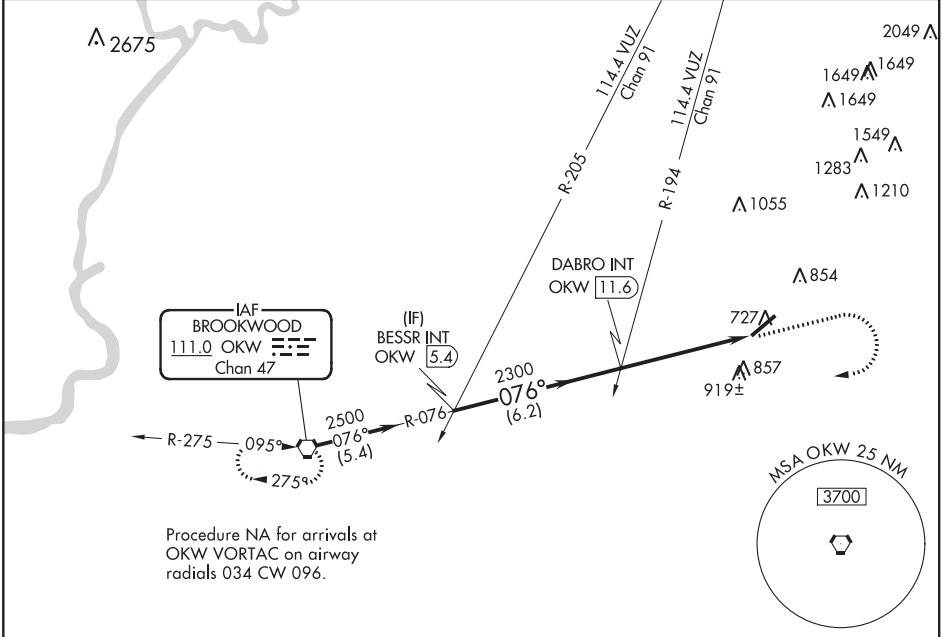 2675
2049
1649
1649
1649
1549
1283
1210
1055
854
727
857
919±
114.4 VUZ
Chan 91
R-205
114.4 VUZ
Chan 91
R-194
DABRO INT
OKW 11.6
(IF)
BESSR INT
OKW 5.4
IAF
BROOKWOOD
111.0 OKW
Chan 47
2300
076°
(6.2)
2500
076°
(5.4)
R-076
R-275
095°
275°
Procedure NA for arrivals at
OKW VORTAC on airway
radials 034 CW 096.
MSA OKW 25 NM
3700